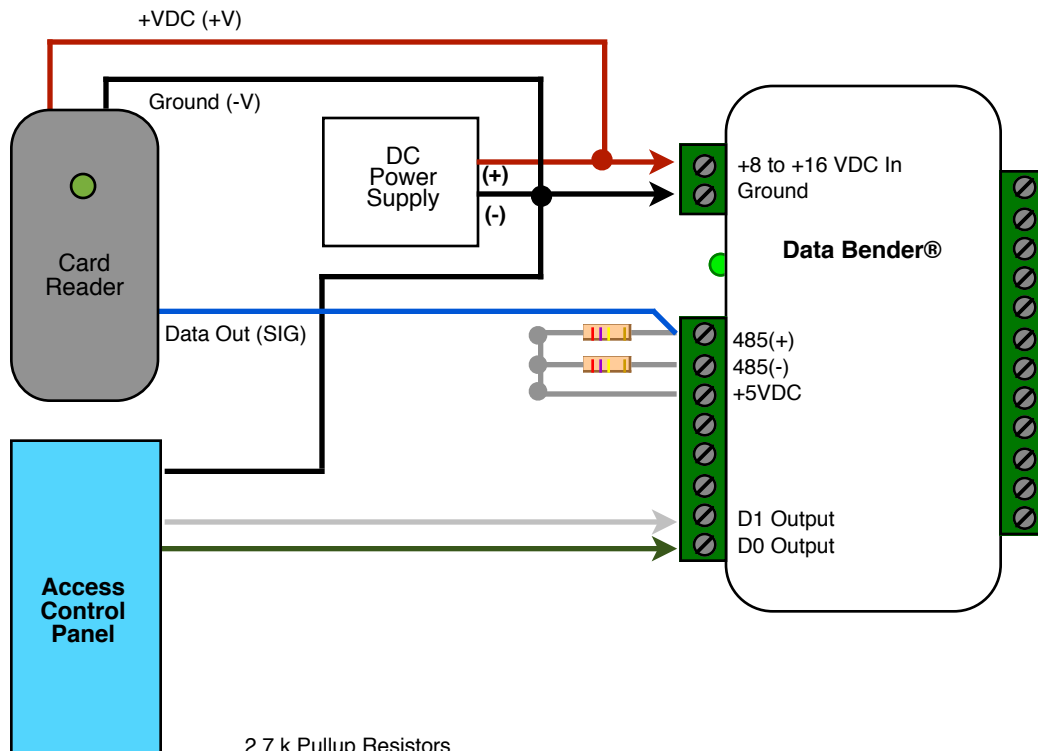 +VDC (+V)
Ground (-V)
DC
Power
Supply
(+)
(-)
+8 to +16 VDC In
Ground
Data Bender®
Card
Reader
Data Out (SIG)
485(+)
485(-)
+5VDC
D1 Output
D0 Output
Access
Control
Panel
2.7 k Pullup Resistors